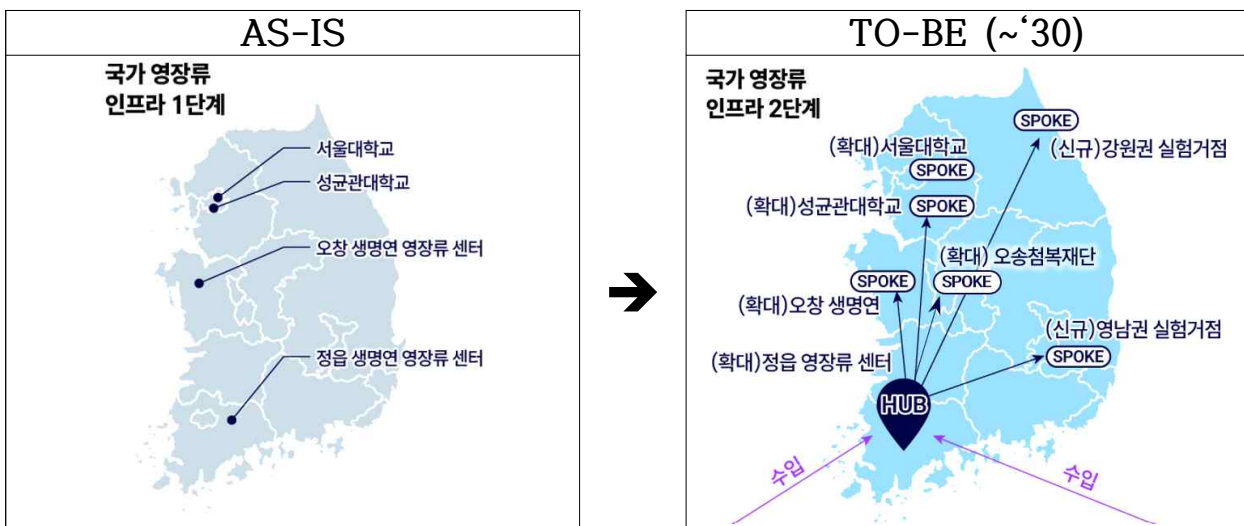 AS-IS
국가 영장류
인프라 1단계
서울대학교
성균관대학교
오창 생명연 영장류 센터
정읍 생명연 영장류 센터
➔
TO-BE (~‘30)
국가 영장류
인프라 2단계
SPOKE
(확대)서울대학교
(신규)강원권 실험거점
SPOKE
(확대)성균관대학교
SPOKE
(확대) 오송첨복재단
SPOKE
SPOKE
(확대)오창 생명연
(신규)영남권 실험거점
SPOKE
(확대)정읍 영장류 센터
HUB
수입
수입